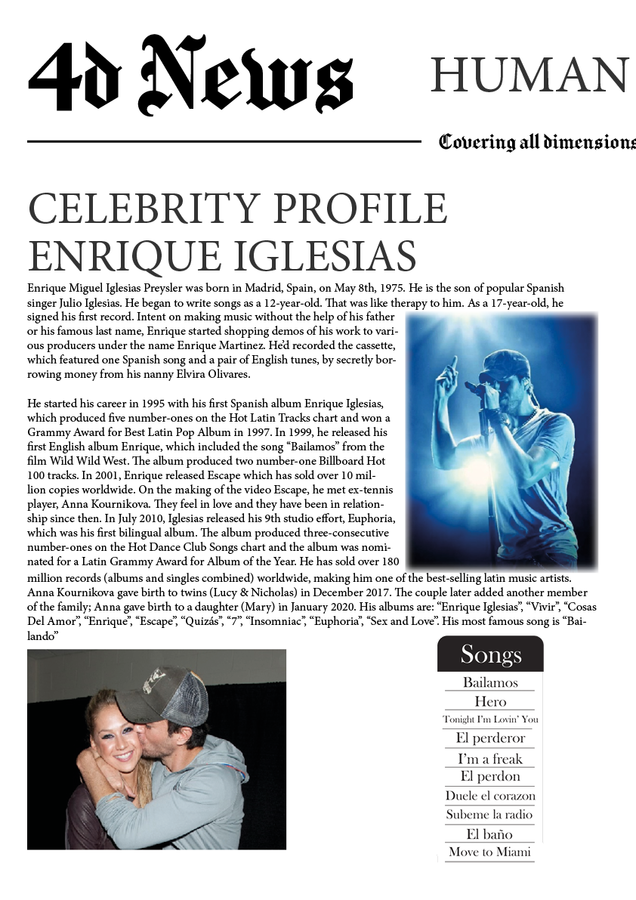 4d News
HUMAN
Covering all dimensions
CELEBRITY PROFILE
ENRIQUE IGLESIAS
Enrique Miguel Iglesias Preysler was born in Madrid, Spain, on May 8th, 1975. He is the son of popular Spanish
singer Julio Iglesias. He began to write songs as a 12-year-old. That was like therapy to him. As a 17-year-old, he
signed his first record. Intent on making music without the help of his father
or his famous last name, Enrique started shopping demos of his work to vari-
ous producers under the name Enrique Martinez. He'd recorded the cassette,
which featured one Spanish song and a pair of English tunes, by secretly bor-
rowing money from his nanny Elvira Olivares.
He started his career in 1995 with his first Spanish album Enrique Iglesias,
which produced five number-ones on the Hot Latin Tracks chart and won a
Grammy Award for Best Latin Pop Album in 1997. In 1999, he released his
first English album Enrique, which included the song “Bailamos” from the
film Wild Wild West. The album produced two number-one Billboard Hot
100 tracks. In 2001, Enrique released Escape which has sold over 10 mil-
lion copies worldwide. On the making of the video Escape, he met ex-tennis
player, Anna Kournikova. They feel in love and they have been in relation-
ship since then. In July 2010, Iglesias released his 9th studio effort, Euphoria,
which was his first bilingual album. The album produced three-consecutive
number-ones on the Hot Dance Club Songs chart and the album was nomi-
nated for a Latin Grammy Award for Album of the Year. He has sold over 180
million records (albums and singles combined) worldwide, making him one of the best-selling latin music artists.
Anna Kournikova gave birth to twins (Lucy & Nicholas) in December 2017. The couple later added another member
of the family; Anna gave birth to a daughter (Mary) in January 2020. His albums are: “Enrique Iglesias”, “Vivir”, “Cosas
Del Amor”, “Enrique”, “Escape”, “Quizás”, “7”, “Insomniac”, “Euphoria”, “Sex and Love”. His most famous song is “Bai-
lando”
Songs
Bailamos
Hero
Tonight I'm Lovin' You
El perderor
I'm a freak
El perdon
Duele el corazon
Subeme la radio
El baño
Move to Miami